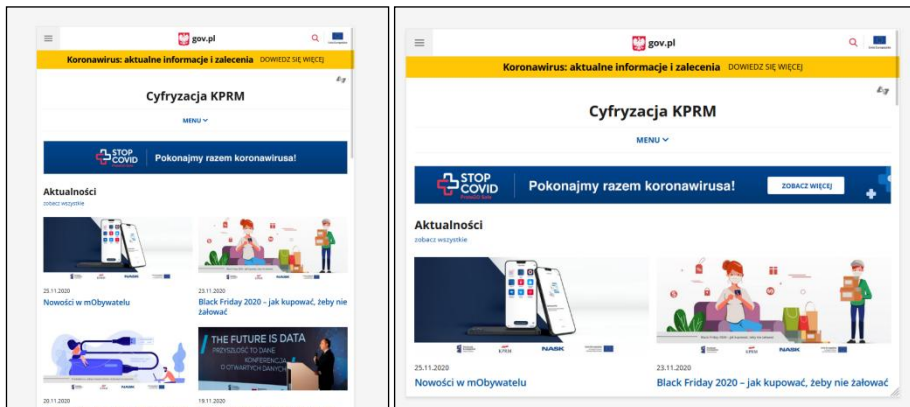 gov.pl
Koronawirus: aktualne informacje i zalecenia DOWIEDZ SIĘ WIĘCEJ
Cyfryzacja KPRM
MENU
STOP COVID
Pokonajmy razem koronawirusa!
Aktualności
zobacz wszystkie
25.11.2020
Nowości w mObywatelu
23.11.2020
Black Friday 2020 – jak kupować, żeby nie żałować
THE FUTURE IS DATA
PRZYSZŁOŚĆ TO DANE
KONFERENCJA
O OTWARTYCH DANYCH
20.11.2020
19.11.2020
gov.pl
Koronawirus: aktualne informacje i zalecenia DOWIEDZ SIĘ WIĘCEJ
Cyfryzacja KPRM
MENU
STOP COVID
Pokonajmy razem koronawirusa!
ZOBACZ WIĘCEJ
Aktualności
zobacz wszystkie
KPRM
NASK
25.11.2020
Nowości w mObywatelu
KPRM
NASK
23.11.2020
Black Friday 2020 – jak kupować, żeby nie żałować